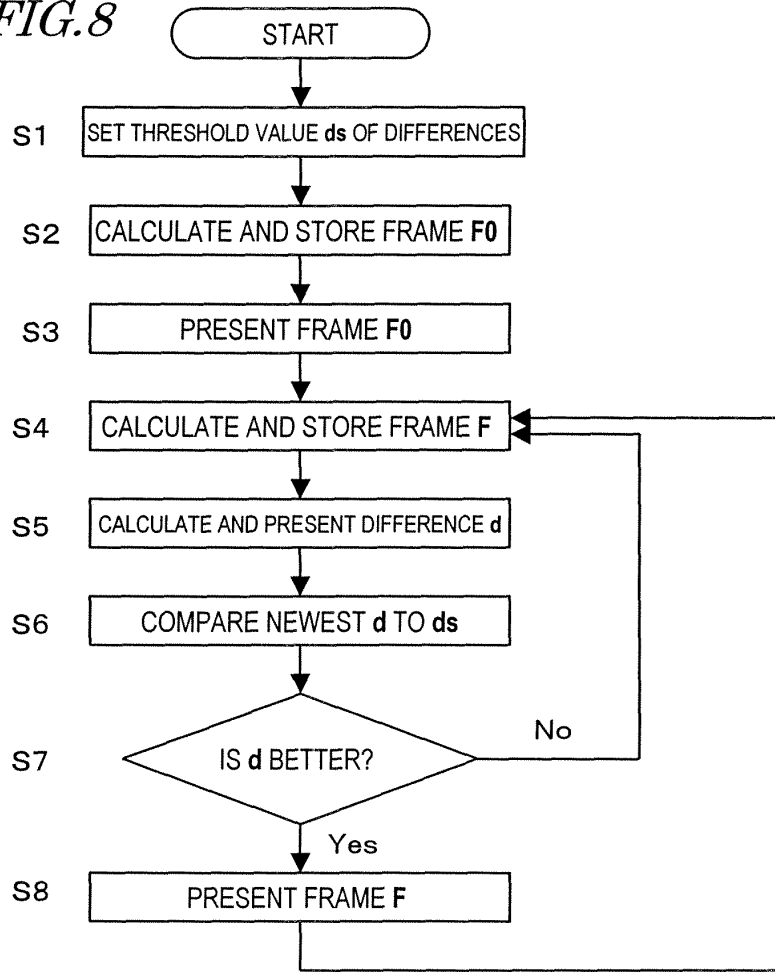 FIG.8
START
S1 SET THRESHOLD VALUE ds OF DIFFERENCES
S2 CALCULATE AND STORE FRAME F0
S3 PRESENT FRAME F0
S4 CALCULATE AND STORE FRAME F
S5 CALCULATE AND PRESENT DIFFERENCE d
S6 COMPARE NEWEST d TO ds
No
S7 IS d BETTER?
Yes
S8 PRESENT FRAME F